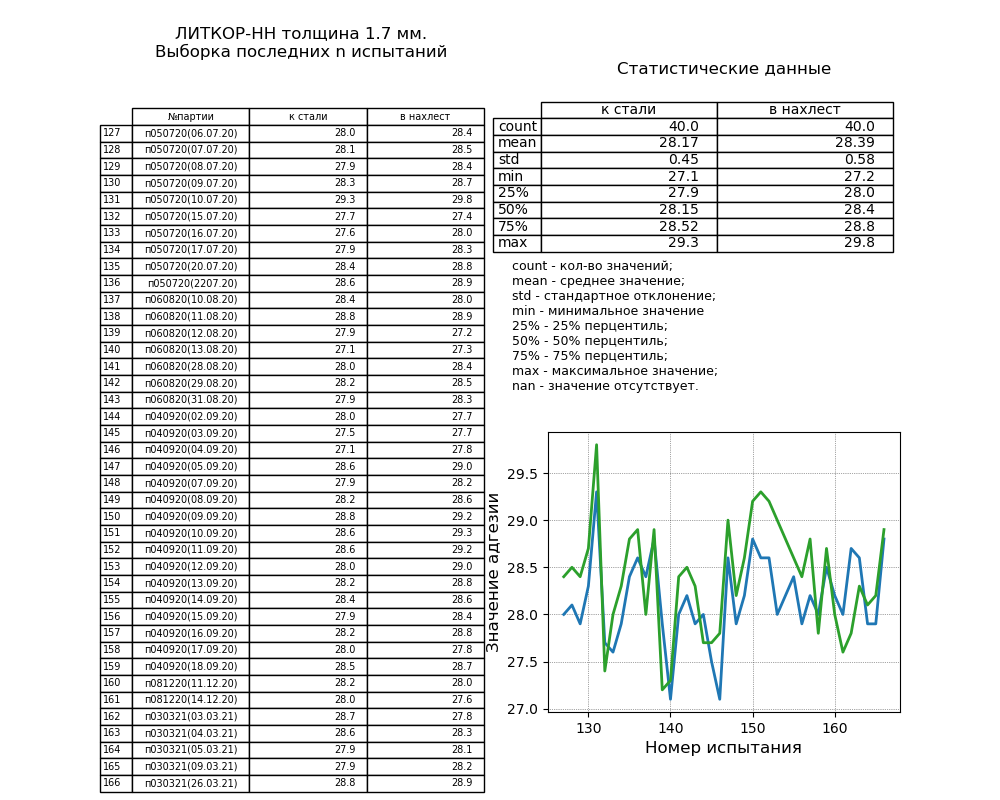 ЛИТКОР-НН толщина 1.7 мм.
Выборка последних n испытаний
№партии к стали в нахлест
127 п050720(06.07.20) 28.0 28.4
128 п050720(07.07.20) 28.1 28.5
129 п050720(08.07.20) 27.9 28.4
130 п050720(09.07.20) 28.3 28.7
131 п050720(10.07.20) 29.3 29.8
132 п050720(15.07.20) 27.7 27.4
133 п050720(16.07.20) 27.6 28.0
134 п050720(17.07.20) 27.9 28.3
135 п050720(20.07.20) 28.4 28.8
136 п050720(2207.20) 28.6 28.9
137 п060820(10.08.20) 28.4 28.0
138 п060820(11.08.20) 28.8 28.9
139 п060820(12.08.20) 27.9 27.2
140 п060820(13.08.20) 27.1 27.3
141 п060820(28.08.20) 28.0 28.4
142 п060820(29.08.20) 28.2 28.5
143 п060820(31.08.20) 27.9 28.3
144 п040920(02.09.20) 28.0 27.7
145 п040920(03.09.20) 27.5 27.7
146 п040920(04.09.20) 27.1 27.8
147 п040920(05.09.20) 28.6 29.0
148 п040920(07.09.20) 27.9 28.2
149 п040920(08.09.20) 28.2 28.6
150 п040920(09.09.20) 28.8 29.2
151 п040920(10.09.20) 28.6 29.3
152 п040920(11.09.20) 28.6 29.2
153 п040920(12.09.20) 28.0 29.0
154 п040920(13.09.20) 28.2 28.8
155 п040920(14.09.20) 28.4 28.6
156 п040920(15.09.20) 27.9 28.4
157 п040920(16.09.20) 28.2 28.8
158 п040920(17.09.20) 28.0 27.8
159 п040920(18.09.20) 28.5 28.7
160 п081220(11.12.20) 28.2 28.0
161 п081220(14.12.20) 28.0 27.6
162 п030321(03.03.21) 28.7 27.8
163 п030321(04.03.21) 28.6 28.3
164 п030321(05.03.21) 27.9 28.1
165 п030321(09.03.21) 27.9 28.2
166 п030321(26.03.21) 28.8 28.9
Статистические данные
к стали в нахлест
count 40.0 40.0
mean 28.17 28.39
std 0.45 0.58
min 27.1 27.2
25% 27.9 28.0
50% 28.15 28.4
75% 28.52 28.8
max 29.3 29.8
count - кол-во значений;
mean - среднее значение;
std - стандартное отклонение;
min - минимальное значение
25% - 25% перцентиль;
50% - 50% перцентиль;
75% - 75% перцентиль;
max - максимальное значение;
nan - значение отсутствует.
Значение адгезии
29.5
29.0
28.5
28.0
27.5
27.0
130 140 150 160
Номер испытания